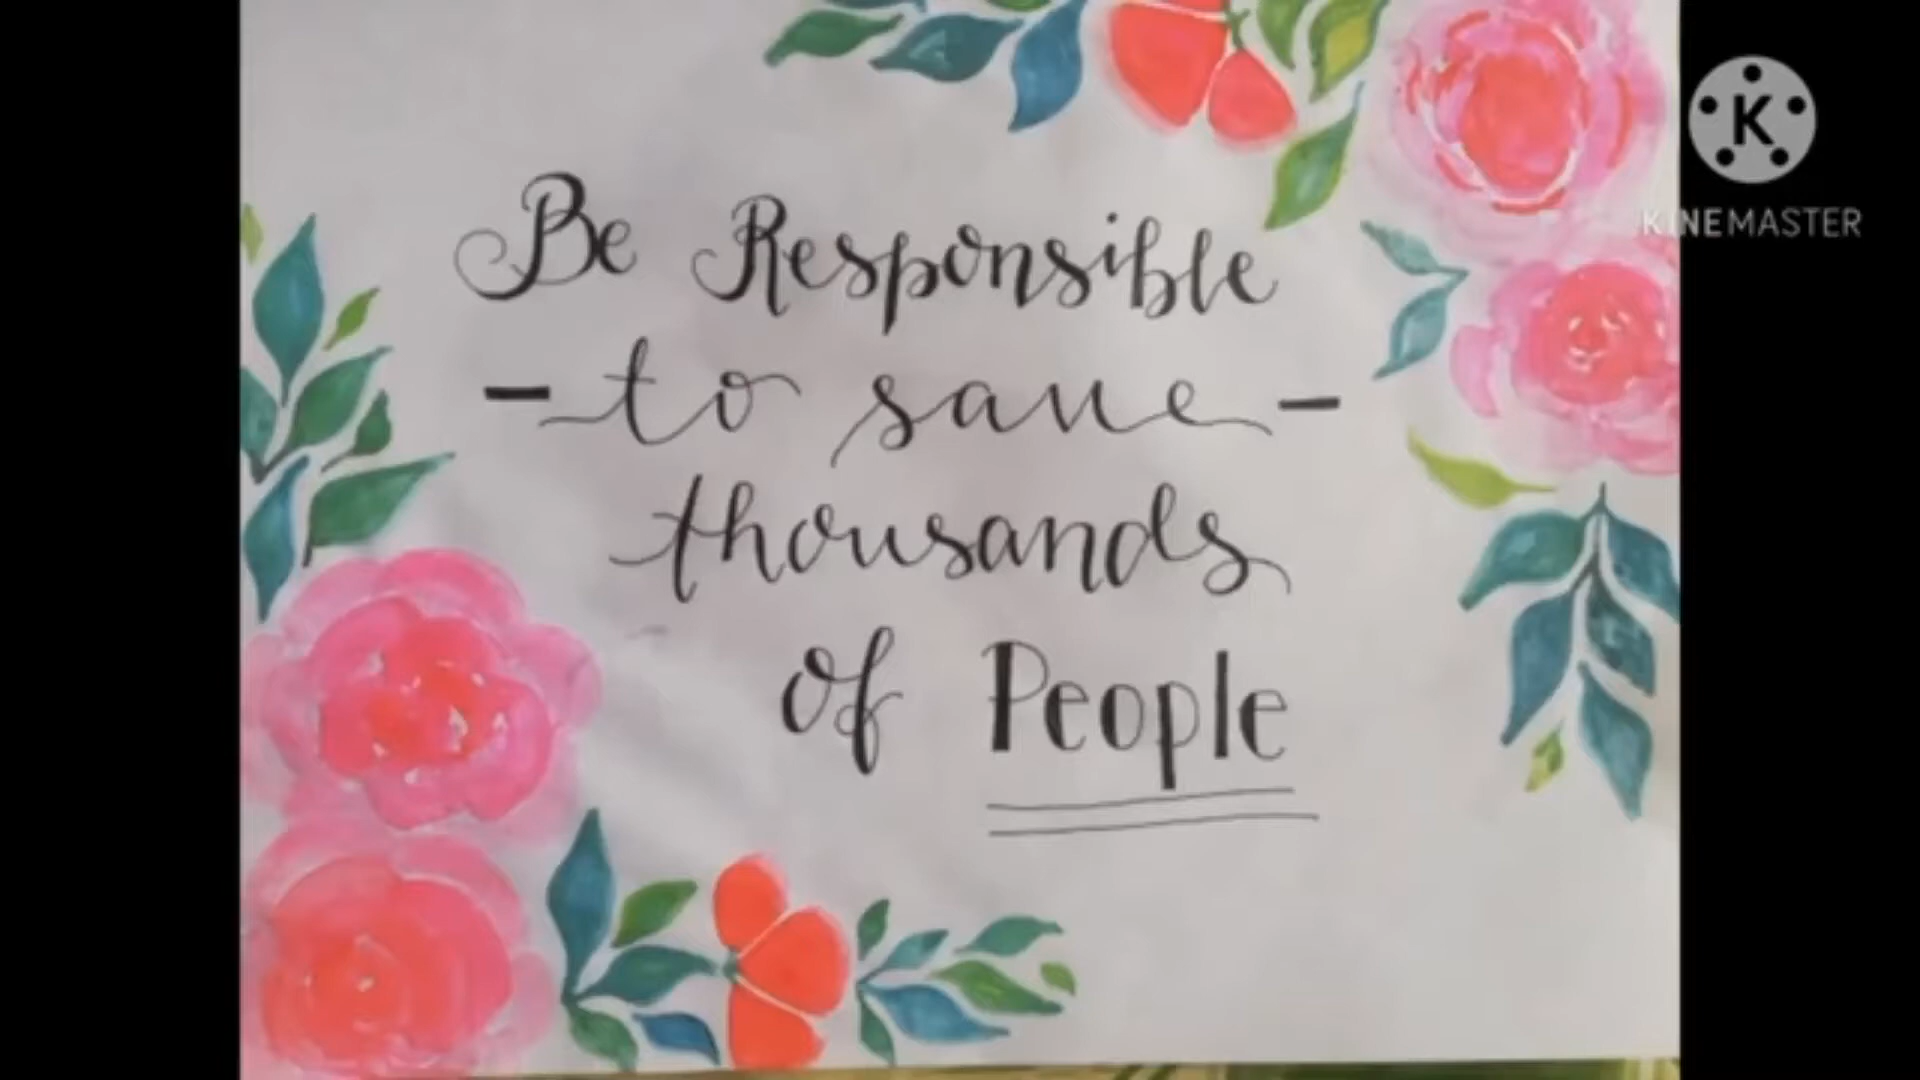 Be Responsible
- to save -
thousands
of People
K
KINEMASTER